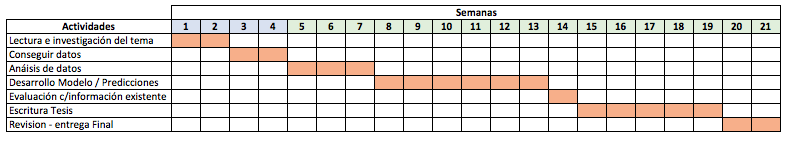 Semanas
Actividades 1 2 3 4 5 6 7 8 9 10 11 12 13 14 15 16 17 18 19 20 21
Lectura e investigación del tema
Conseguir datos
Anáisis de datos
Desarrollo Modelo / Predicciones
Evaluación c/información existente
Escritura Tesis
Revision - entrega Final